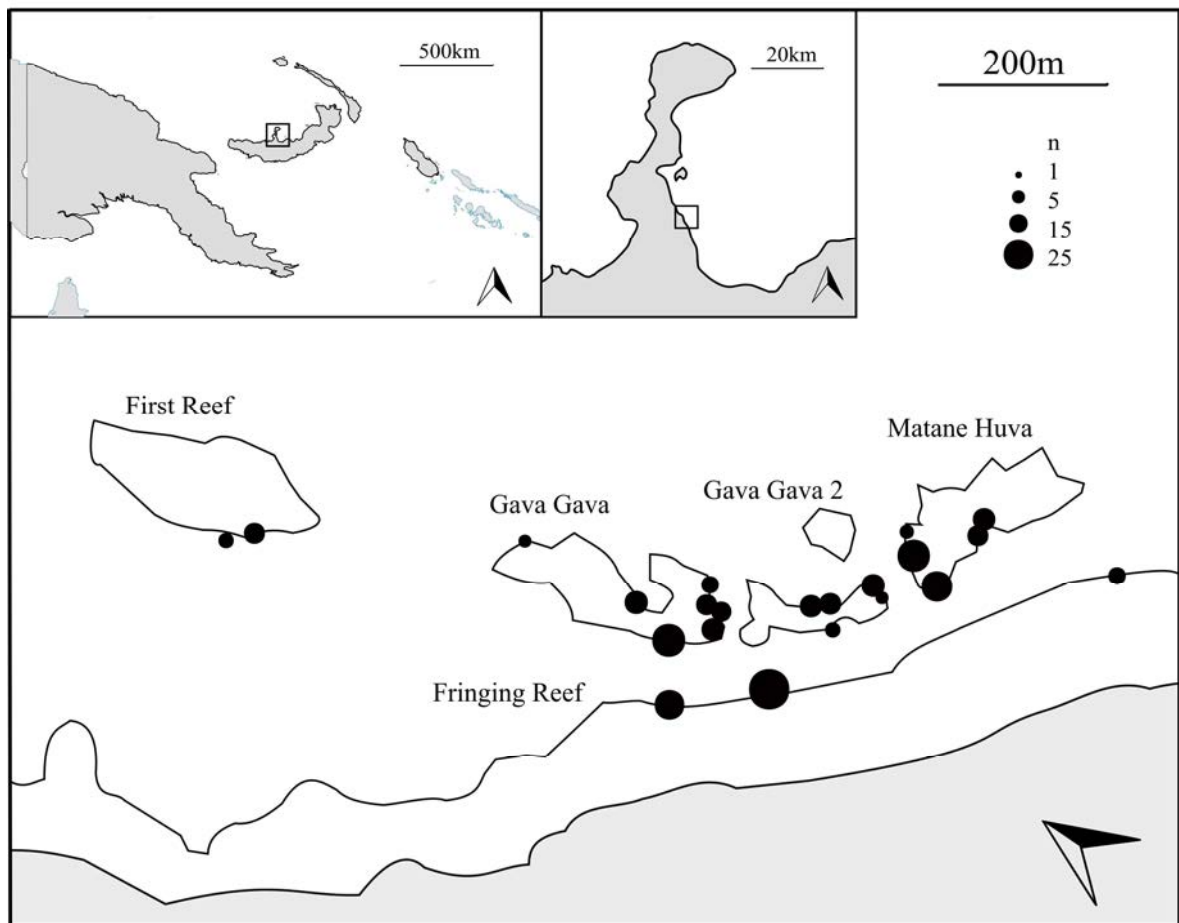 500km
20km
200m
n
1
5
15
25
First Reef
Matane Huva
Gava Gava
Gava Gava 2
Fringing Reef